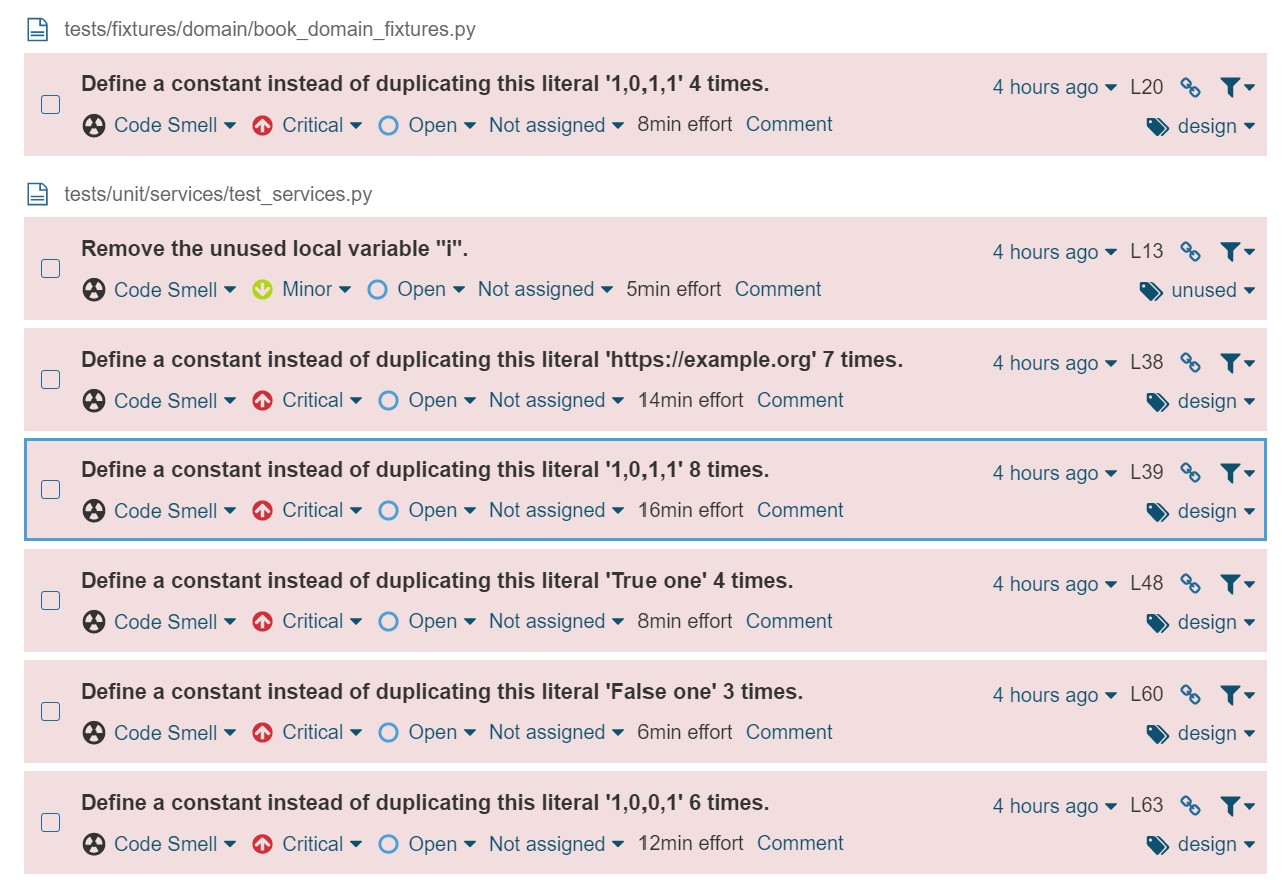 tests/fixtures/domain/book_domain_fixtures.py
Define a constant instead of duplicating this literal '1,0,1,1' 4 times.
4 hours ago L20
Code Smell Critical Open Not assigned 8min effort Comment
design
tests/unit/services/test_services.py
Remove the unused local variable "i".
4 hours ago L13
Code Smell Minor Open Not assigned 5min effort Comment
unused
Define a constant instead of duplicating this literal 'https://example.org' 7 times.
4 hours ago L38
Code Smell Critical Open Not assigned 14min effort Comment
design
Define a constant instead of duplicating this literal '1,0,1,1' 8 times.
4 hours ago L39
Code Smell Critical Open Not assigned 16min effort Comment
design
Define a constant instead of duplicating this literal 'True one' 4 times.
4 hours ago L48
Code Smell Critical Open Not assigned 8min effort Comment
design
Define a constant instead of duplicating this literal 'False one' 3 times.
4 hours ago L60
Code Smell Critical Open Not assigned 6min effort Comment
design
Define a constant instead of duplicating this literal '1,0,0,1' 6 times.
4 hours ago L63
Code Smell Critical Open Not assigned 12min effort Comment
design